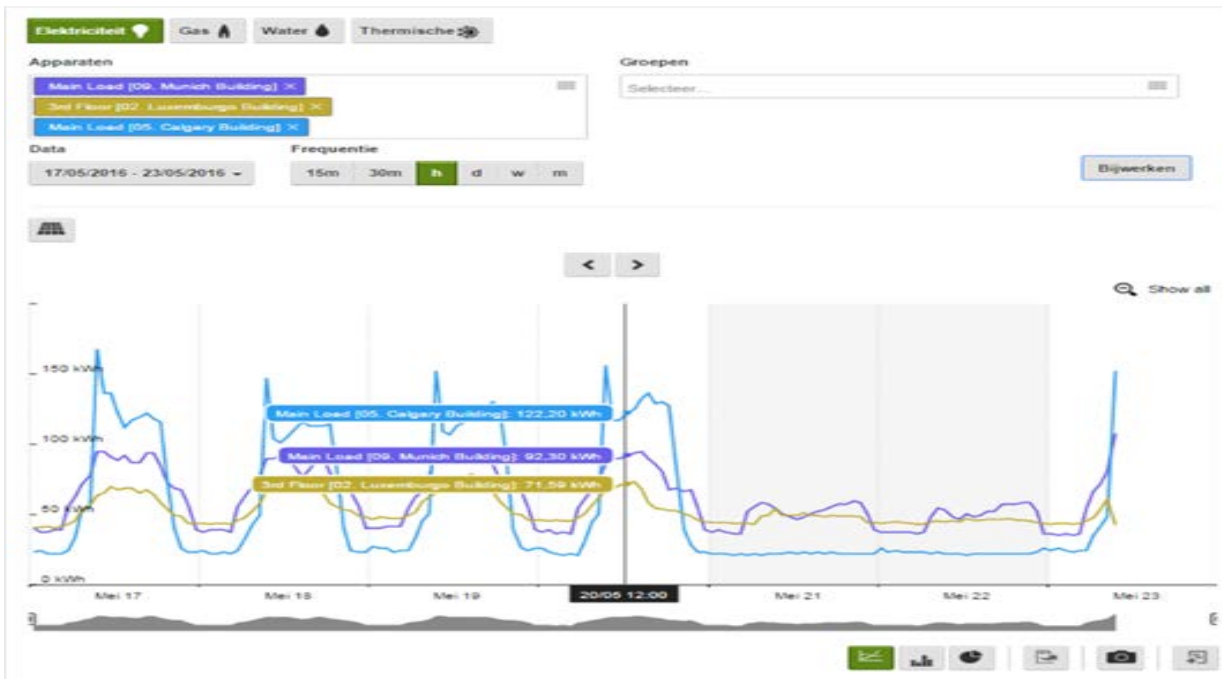 Elektriciteit Gas Water Thermische
Apparaten Groepen
Main Load [09. Munich Building] ×
Selecteer...
3rd Floor [02. Luxemburgo Building] ×
Main Load [05. Calgary Building] ×
Data Frequentie
17/05/2016 - 23/05/2016 15m 30m h d w m Bijwerken
< >
Show all
150 kWh
Main Load [05. Calgary Building]: 122,20 kWh
100 kWh
Main Load [09. Munich Building]: 92,30 kWh
3rd Floor [02. Luxemburgo Building]: 71,59 kWh
50 kWh
0 kWh
Mei 17 Mei 18 Mei 19 20/05 12:00 Mei 21 Mei 22 Mei 23